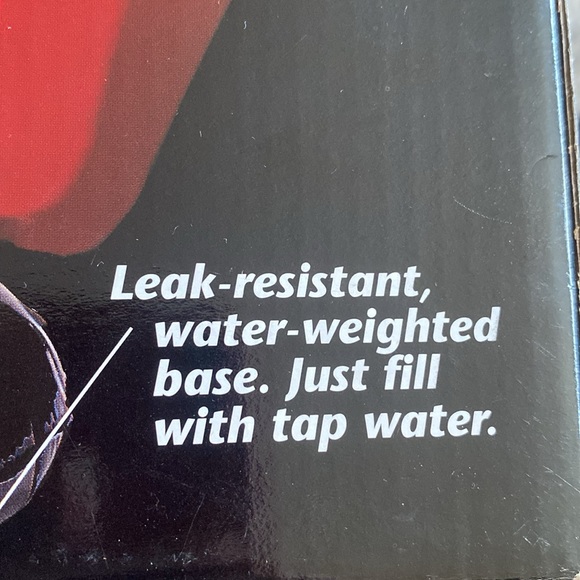 Leak-resistant,
water-weighted
base. Just fill
with tap water.